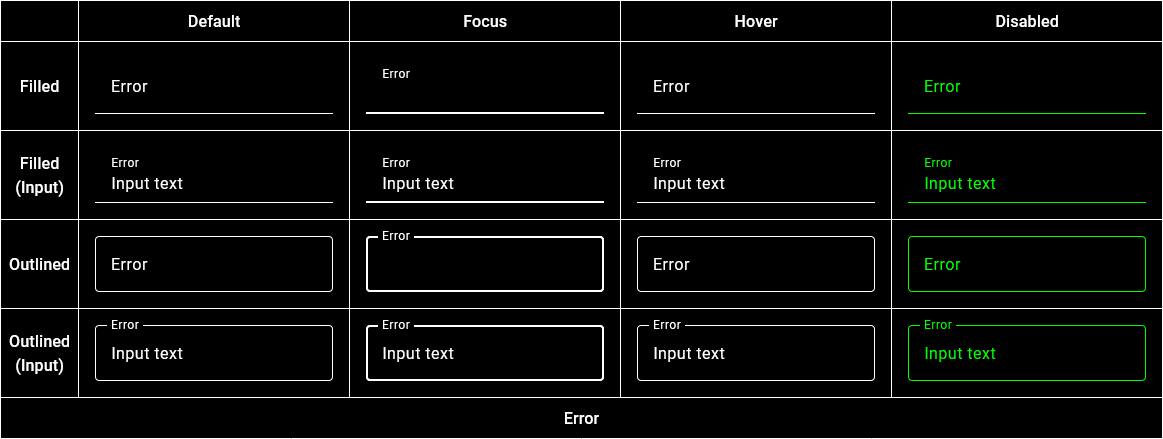 Default Focus Hover Disabled
Filled Error Error Error Error
Filled
(Input)
Error Error Error Error
Input text Input text Input text Input text
Outlined Error Error Error Error
Outlined
(Input)
Error Error Error Error
Input text Input text Input text Input text
Error